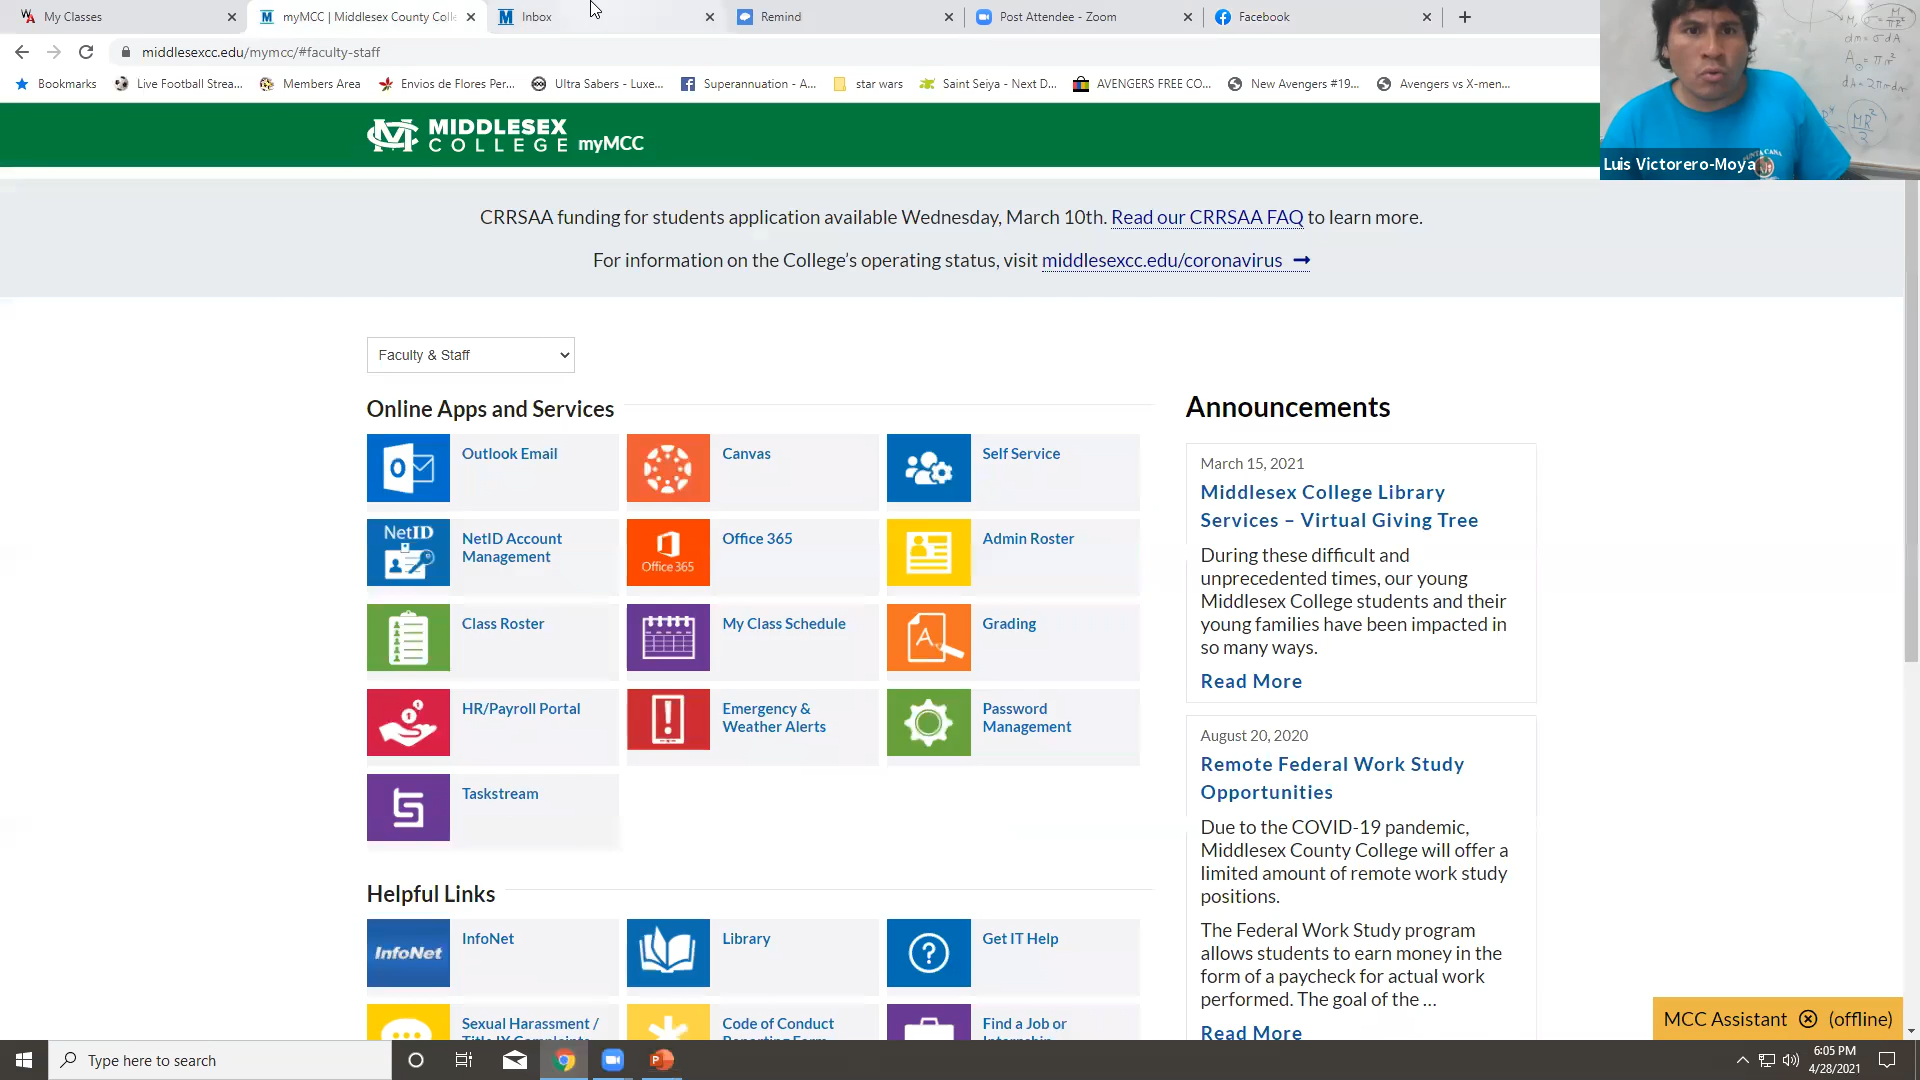 My Classes
myMCC | Middlesex County Colle
Inbox
Remind
Post Attendee - Zoom
Facebook
middlesexcc.edu/mymcc/#faculty-staff
Bookmarks
Live Football Strea...
Members Area
Envios de Flores Per...
Ultra Sabers - Luxe...
Superannuation - A...
star wars
Saint Seiya - Next D...
AVENGERS FREE CO...
New Avengers #19...
Avengers vs X-men...
MIDDLESEX
COLLEGE myMCC
Luis Victorero-Moya
CRRSAA funding for students application available Wednesday, March 10th. Read our CRRSAA FAQ to learn more.
For information on the College's operating status, visit middlesexcc.edu/coronavirus
Faculty & Staff
Online Apps and Services
Outlook Email
Canvas
Self Service
NetID
NetID Account
Management
Office 365
Office 365
Admin Roster
Class Roster
My Class Schedule
Grading
HR/Payroll Portal
Emergency &
Weather Alerts
Password
Management
Taskstream
Helpful Links
InfoNet
InfoNet
Library
Get IT Help
Sexual Harassment /
Title IX Complaints
Code of Conduct
Reporting Form
Find a Job or
Internship
Announcements
March 15, 2021
Middlesex College Library
Services – Virtual Giving Tree
During these difficult and
unprecedented times, our young
Middlesex College students and their
young families have been impacted in
so many ways.
Read More
August 20, 2020
Remote Federal Work Study
Opportunities
Due to the COVID-19 pandemic,
Middlesex County College will offer a
limited amount of remote work study
positions.
The Federal Work Study program
allows students to earn money in the
form of a paycheck for actual work
performed. The goal of the ...
Read More
MCC Assistant (offline)
Type here to search
6:05 PM
4/28/2021